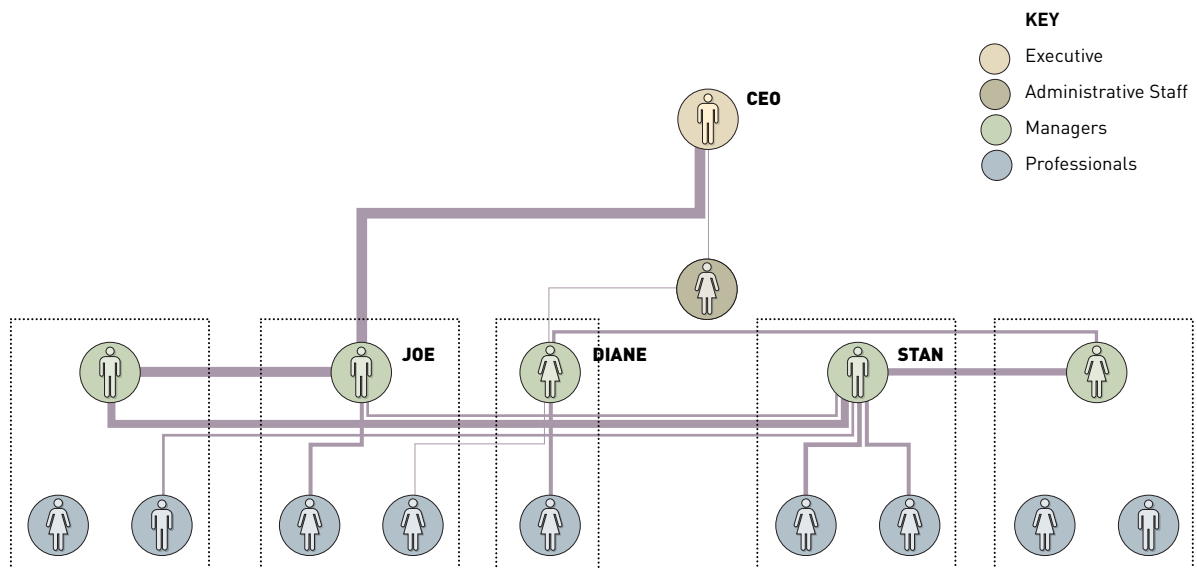 KEY
Executive
Administrative Staff
Managers
Professionals
CEO
JOE
DIANE
STAN